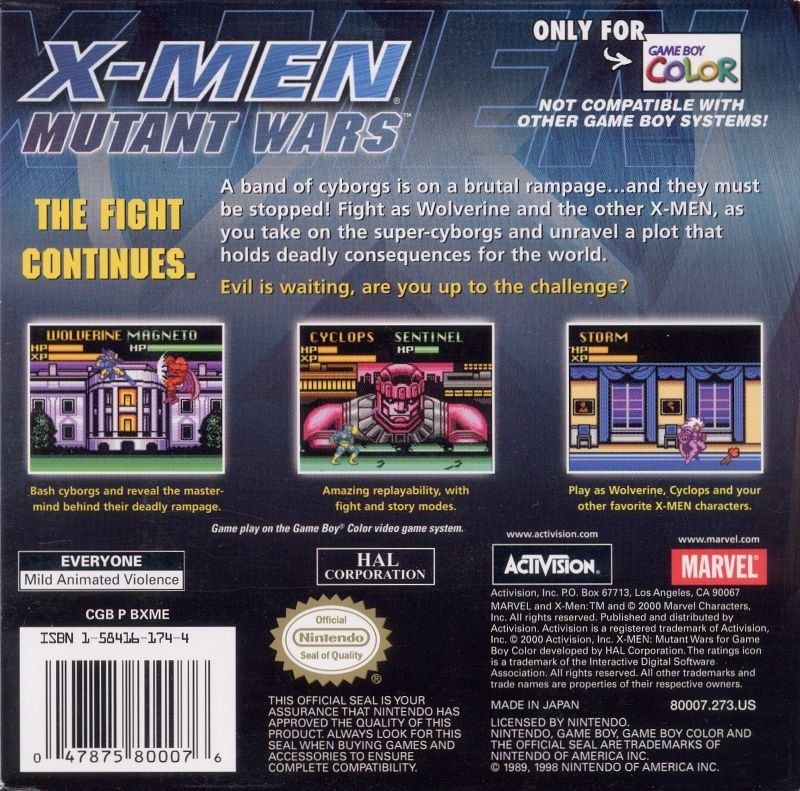 X-MEN®
MUTANT WARS™
ONLY FOR
GAME BOY
COLOR
NOT COMPATIBLE WITH
OTHER GAME BOY SYSTEMS!
THE FIGHT
CONTINUES.
A band of cyborgs is on a brutal rampage...and they must
be stopped! Fight as Wolverine and the other X-MEN, as
you take on the super-cyborgs and unravel a plot that
holds deadly consequences for the world.
Evil is waiting, are you up to the challenge?
WOLVERINE MAGNETO
HP HP
XP
CYCLOPS SENTINEL
HP HP
XP
STORM
HP
XP
Bash cyborgs and reveal the master-
mind behind their deadly rampage.
Amazing replayability, with
fight and story modes.
Play as Wolverine, Cyclops and your
other favorite X-MEN characters.
Game play on the Game Boy® Color video game system.
EVERYONE
Mild Animated Violence
CGB P BXME
ISBN 1-58416-174-4
0 47875 80007 6
HAL
CORPORATION
Official
Nintendo
Seal of Quality
®
THIS OFFICIAL SEAL IS YOUR
ASSURANCE THAT NINTENDO HAS
APPROVED THE QUALITY OF THIS
PRODUCT. ALWAYS LOOK FOR THIS
SEAL WHEN BUYING GAMES AND
ACCESSORIES TO ENSURE
COMPLETE COMPATIBILITY.
www.activision.com
ACTIVISION.
www.marvel.com
MARVEL
Activision, Inc. P.O. Box 67713, Los Angeles, CA 90067
MARVEL and X-Men:TM and © 2000 Marvel Characters,
Inc. All rights reserved. Published and distributed by
Activision. Activision is a registered trademark of Activision,
Inc. © 2000 Activision, Inc. X-MEN: Mutant Wars for Game
Boy Color developed by HAL Corporation. The ratings icon
is a trademark of the Interactive Digital Software
Association. All rights reserved. All other trademarks and
trade names are properties of their respective owners.
MADE IN JAPAN 80007.273.US
LICENSED BY NINTENDO.
NINTENDO, GAME BOY, GAME BOY COLOR AND
THE OFFICIAL SEAL ARE TRADEMARKS OF
NINTENDO OF AMERICA INC.
© 1989, 1998 NINTENDO OF AMERICA INC.